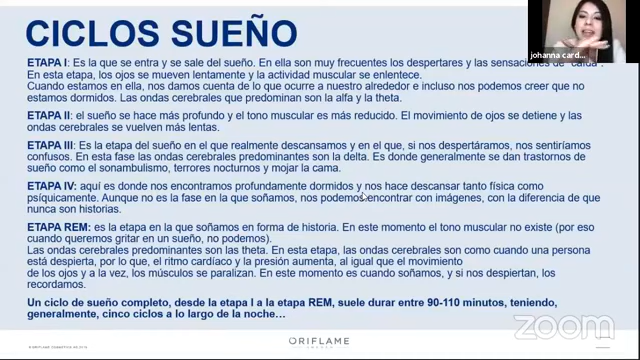 CICLOS SUEÑO
johanna card...
ETAPA I: Es la que se entra y se sale del sueño. En ella son muy frecuentes los despertares y las sensaciones de "caída".
En esta etapa, los ojos se mueven lentamente y la actividad muscular se enlentece.
Cuando estamos en ella, nos damos cuenta de lo que ocurre a nuestro alrededor e incluso nos podemos creer que no
estamos dormidos. Las ondas cerebrales que predominan son la alfa y la theta.
ETAPA II: el sueño se hace más profundo y el tono muscular es más reducido. El movimiento de ojos se detiene y las
ondas cerebrales se vuelven más lentas.
ETAPA III: Es la etapa del sueño en el que realmente descansamos y en el que, si nos despertáramos, nos sentiríamos
confusos. En esta fase las ondas cerebrales predominantes son la delta. Es donde generalmente se dan trastornos de
sueño como el sonambulismo, terrores nocturnos y mojar la cama.
ETAPA IV: aquí es donde nos encontramos profundamente dormidos y nos hace descansar tanto física como
psíquicamente. Aunque no es la fase en la que soñamos, nos podemos encontrar con imágenes, con la diferencia de que
nunca son historias.
ETAPA REM: es la etapa en la que soñamos en forma de historia. En este momento el tono muscular no existe (por eso
cuando queremos gritar en un sueño, no podemos).
Las ondas cerebrales predominantes son las theta. En esta etapa, las ondas cerebrales son como cuando una persona
está despierta, por lo que, el ritmo cardíaco y la presión aumenta, al igual que el movimiento
de los ojos y a la vez, los músculos se paralizan. En este momento es cuando soñamos, y si nos despiertan, los
recordamos.
Un ciclo de sueño completo, desde la etapa I a la etapa REM, suele durar entre 90-110 minutos, teniendo,
generalmente, cinco ciclos a lo largo de la noche…
ORIFLAME
SWEDEN
zoom